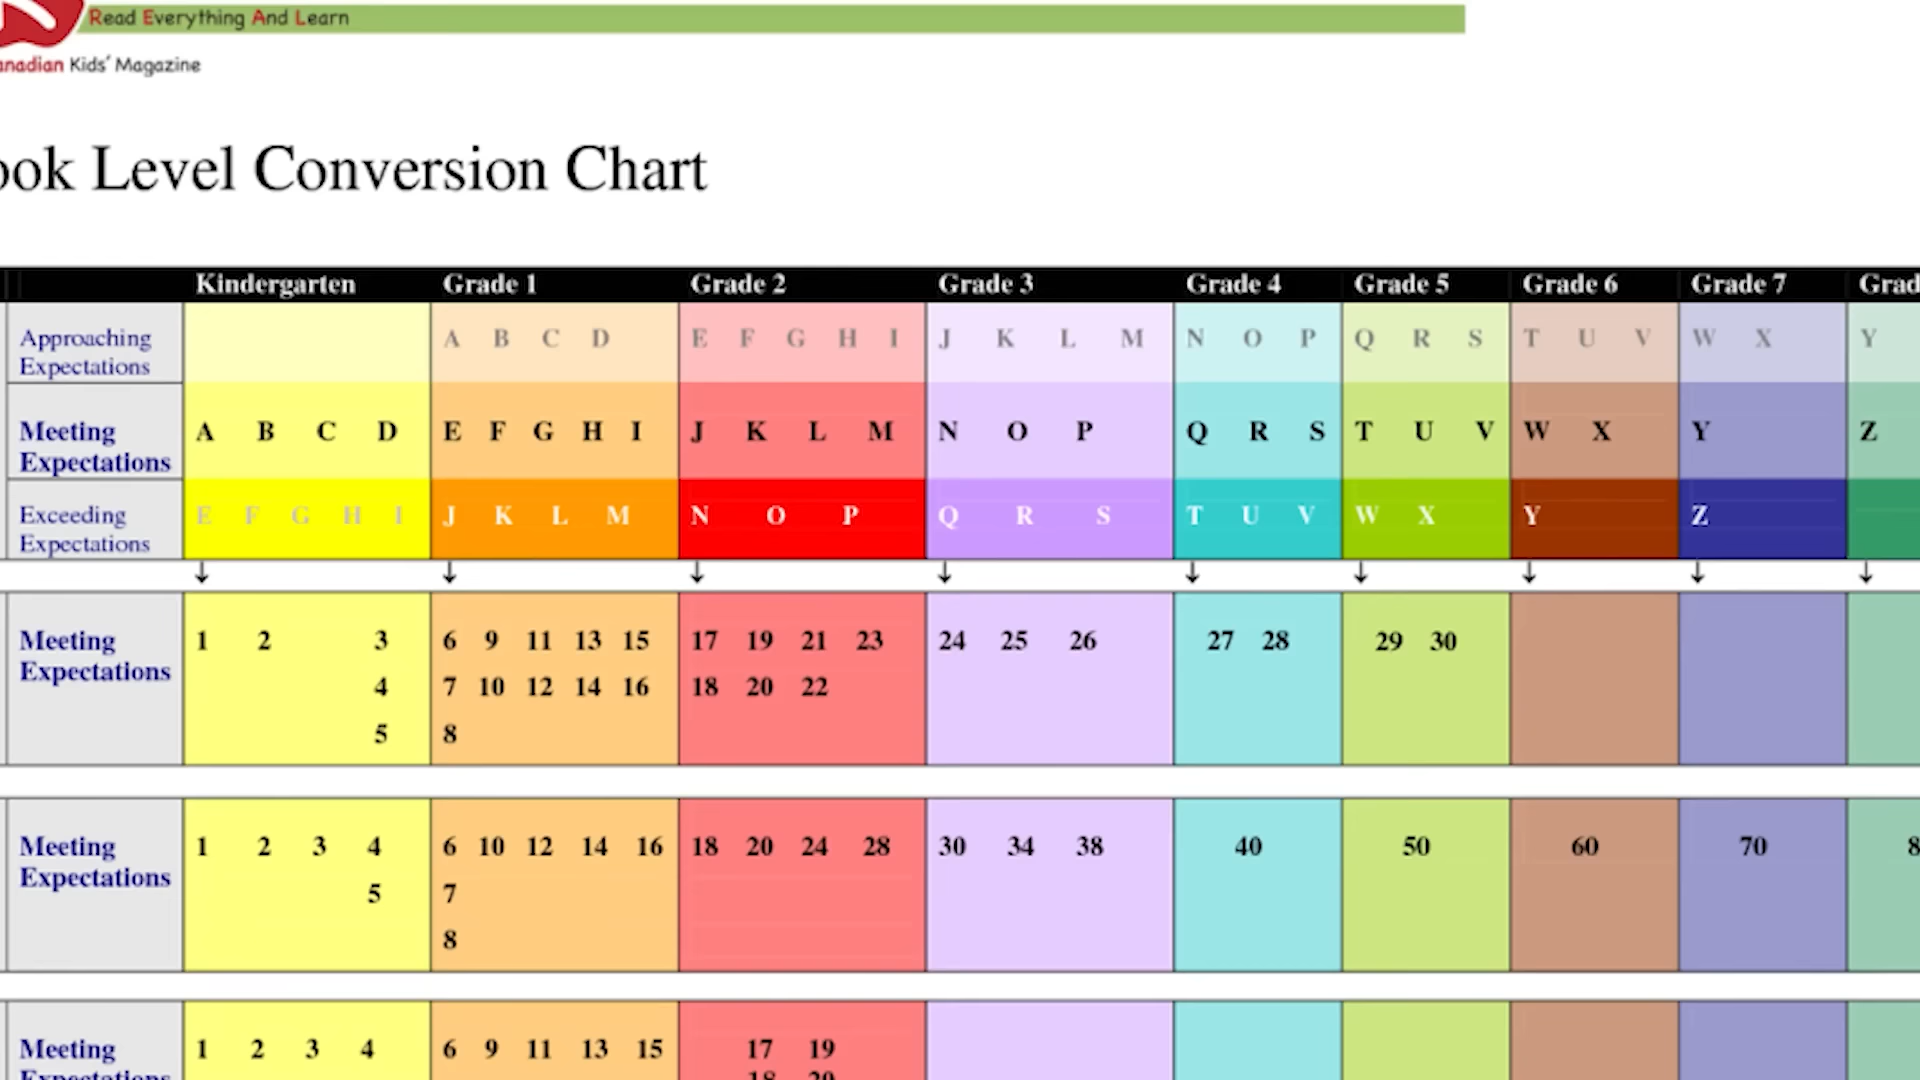 Read Everything And Learn
anadian Kids' Magazine
ook Level Conversion Chart
Kindergarten Grade 1 Grade 2 Grade 3 Grade 4 Grade 5 Grade 6 Grade 7 Grad
Approaching Expectations A B C D E F G H I J K L M N O P Q R S T U V W X Y
Meeting Expectations A B C D E F G H I J K L M N O P Q R S T U V W X Y Z
Exceeding Expectations E F G H I J K L M N O P Q R S T U V W X Y Z
↓ ↓ ↓ ↓ ↓ ↓ ↓ ↓ ↓
Meeting 1 2 3 6 9 11 13 15 17 19 21 23 24 25 26 27 28 29 30
Expectations 4 7 10 12 14 16 18 20 22
5 8
Meeting 1 2 3 4 6 10 12 14 16 18 20 24 28 30 34 38 40 50 60 70 8
Expectations 5 7
8
Meeting 1 2 3 4 6 9 11 13 15 17 19
Expectations 18 20